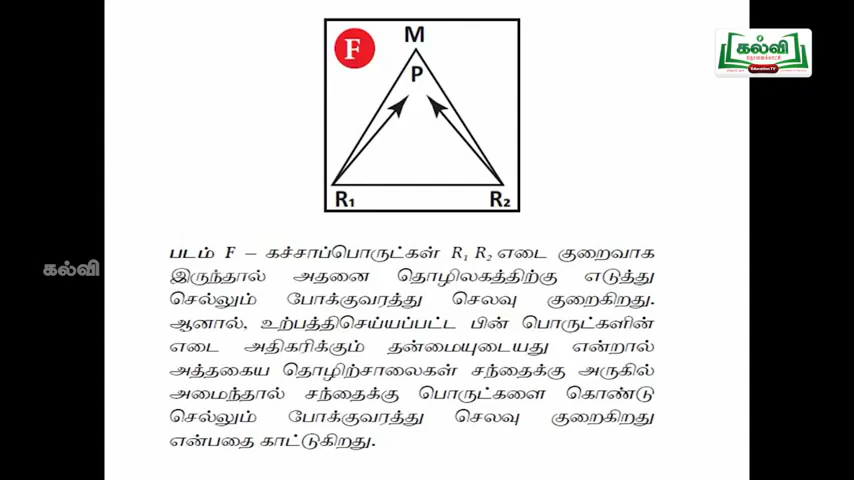 F
M
P
R₁
R₂
கல்வி
Education TV
கல்வி
படம் F – கச்சாப்பொருட்கள் R₁ R₂ எடை குறைவாக
இருந்தால் அதனை தொழிலகத்திற்கு எடுத்து
செல்லும் போக்குவரத்து செலவு குறைகிறது.
ஆனால், உற்பத்திசெய்யப்பட்ட பின் பொருட்களின்
எடை அதிகரிக்கும் தன்மையுடையது என்றால்
அத்தகைய தொழிற்சாலைகள் சந்தைக்கு அருகில்
அமைந்தால் சந்தைக்கு பொருட்களை கொண்டு
செல்லும் போக்குவரத்து செலவு குறைகிறது
என்பதை காட்டுகிறது.